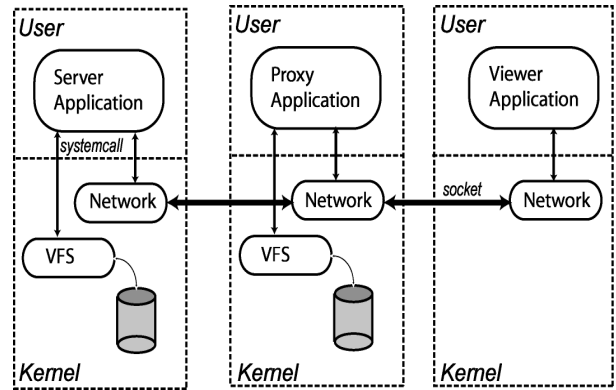 User
Server
Application
systemcall
Network
VFS
Kernel
User
Proxy
Application
Network
VFS
Kernel
socket
User
Viewer
Application
Network
Kernel